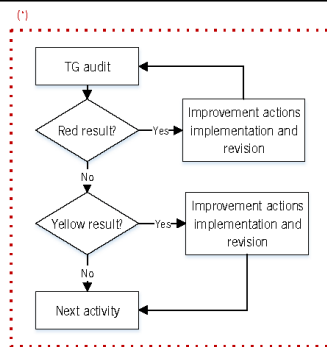 (*)
TG audit
Red result?
Yes
Improvement actions
implementation and
revision
No
Yellow result?
Yes
Improvement actions
implementation and
revision
No
Next activity